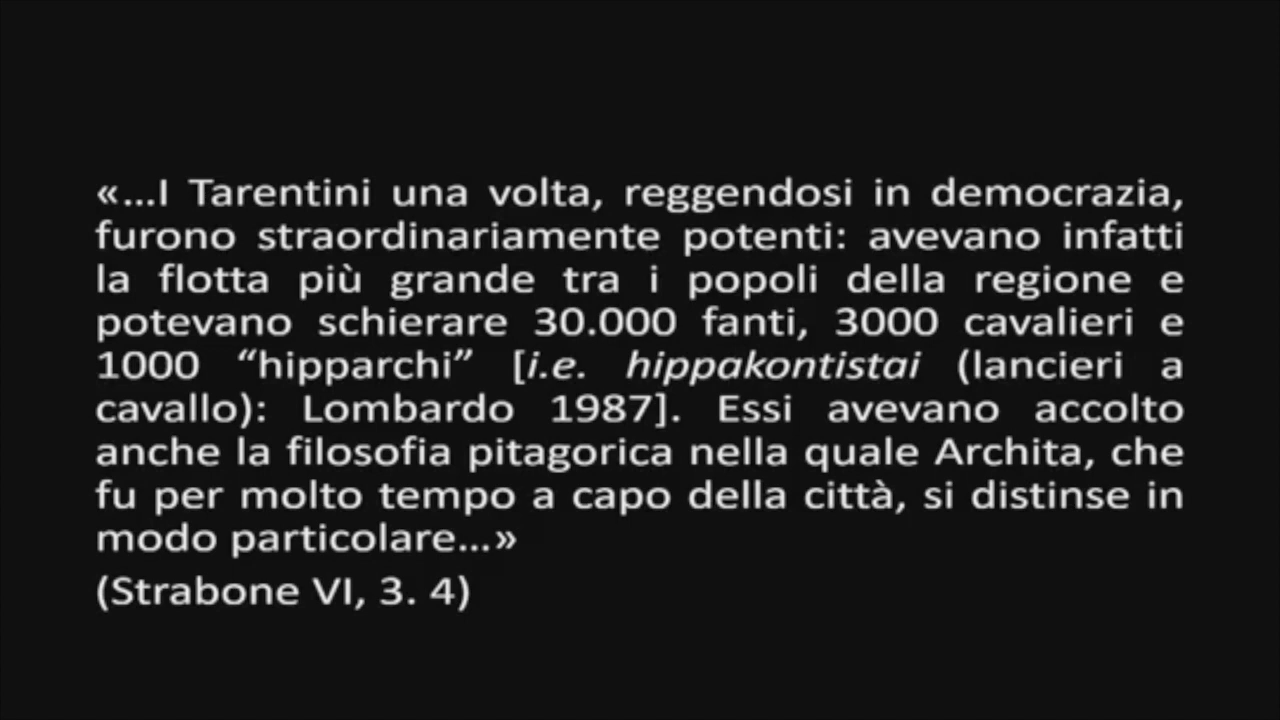 «…I Tarentini una volta, reggendosi in democrazia,
furono straordinariamente potenti: avevano infatti
la flotta più grande tra i popoli della regione e
potevano schierare 30.000 fanti, 3000 cavalieri e
1000 “hipparchi” [i.e. hippakontistai (lancieri a
cavallo): Lombardo 1987]. Essi avevano accolto
anche la filosofia pitagorica nella quale Archita, che
fu per molto tempo a capo della città, si distinse in
modo particolare…»
(Strabone VI, 3. 4)